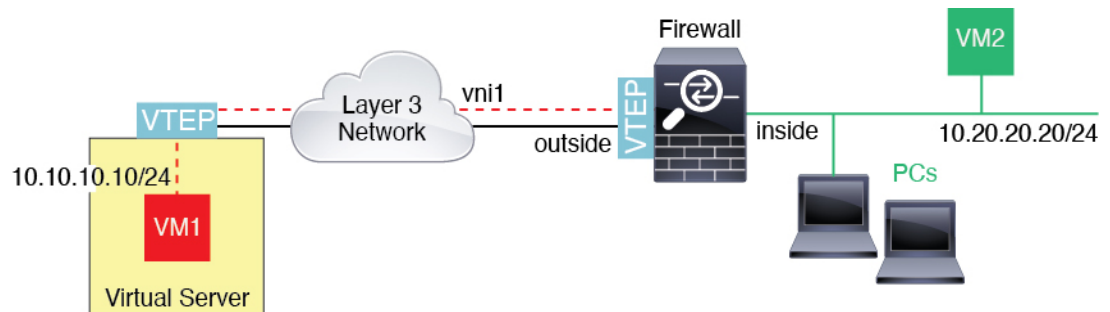 Firewall
VM2
VTEP
Layer 3
Network
vni1
outside
VTEP
inside
10.20.20.20/24
10.10.10.10/24
VM1
PCs
Virtual Server